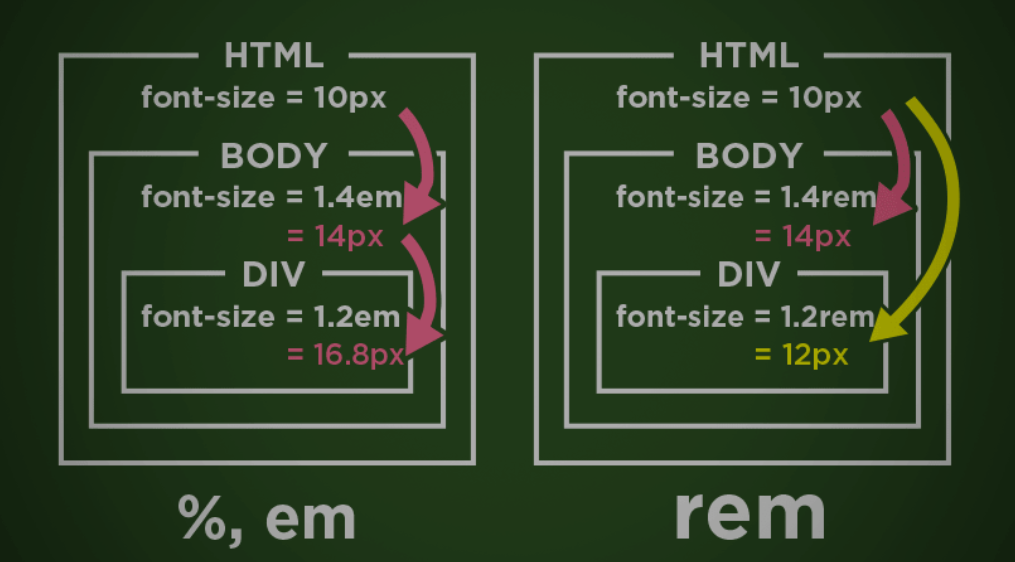 HTML
font-size = 10px
BODY
font-size = 1.4em
= 14px
DIV
font-size = 1.2em
= 16.8px
%, em
HTML
font-size = 10px
BODY
font-size = 1.4rem
= 14px
DIV
font-size = 1.2rem
= 12px
rem